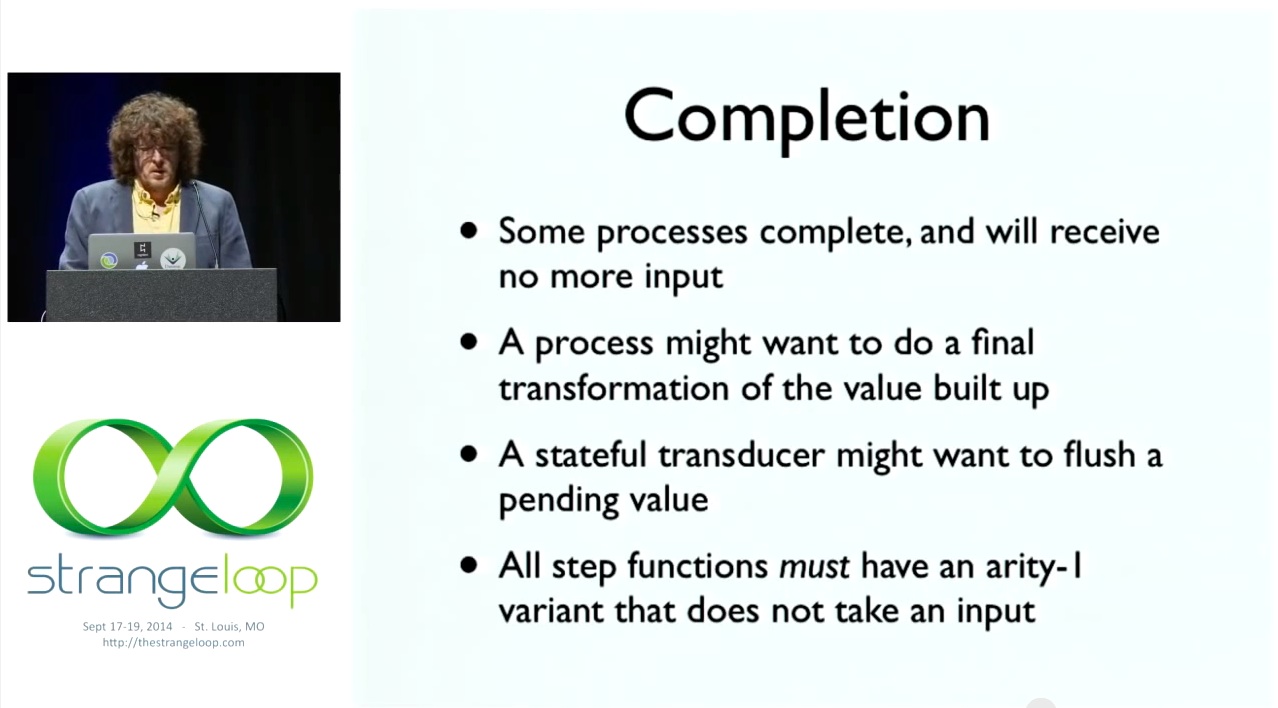 Completion
• Some processes complete, and will receive
no more input
• A process might want to do a final
transformation of the value built up
• A stateful transducer might want to flush a
pending value
• All step functions must have an arity-1
variant that does not take an input
strangeloop
Sept 17-19, 2014 - St. Louis, MO
http://thestrangeloop.com